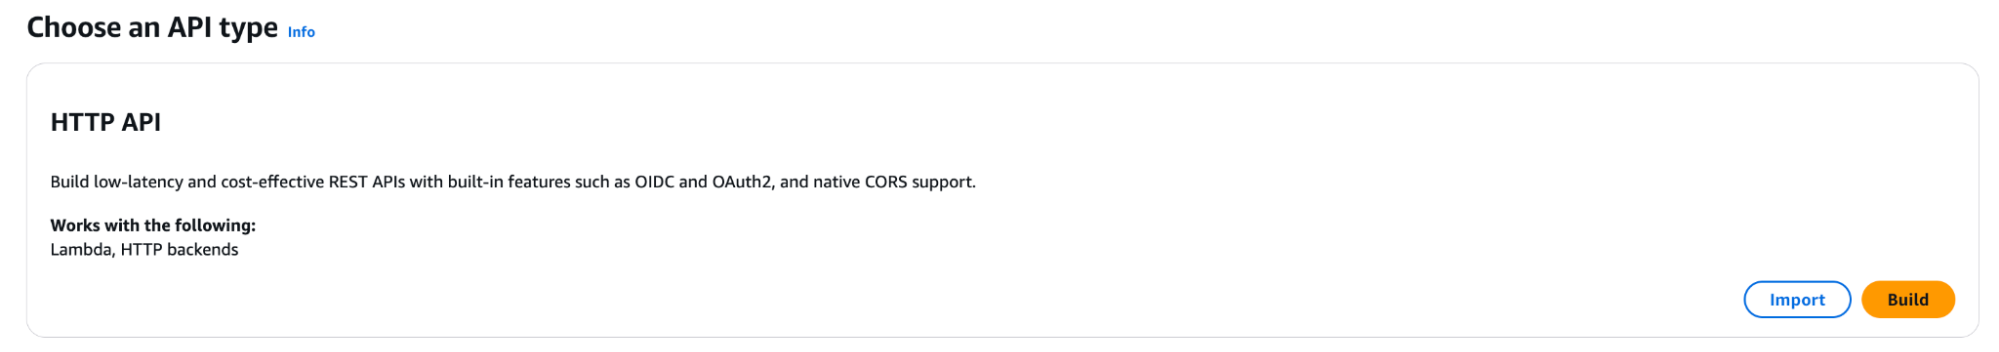 Choose an API type Info
HTTP API
Build low-latency and cost-effective REST APIs with built-in features such as OIDC and OAuth2, and native CORS support.
Works with the following:
Lambda, HTTP backends
Import Build